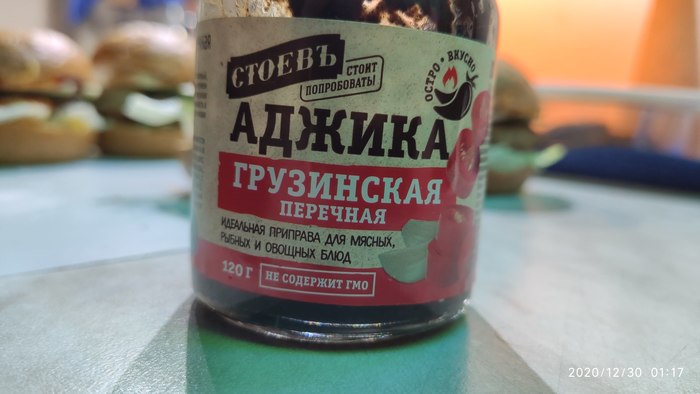 СТОЕВЪ
СТОИТ
ПОПРОБОВАТЬ!
ОСТРО • ВКУСНО
АДЖИКА
ГРУЗИНСКАЯ
ПЕРЕЧНАЯ
ИДЕАЛЬНАЯ ПРИПРАВА ДЛЯ МЯСНЫХ,
РЫБНЫХ И ОВОЩНЫХ БЛЮД
120 Г НЕ СОДЕРЖИТ ГМО
2020/12/30 01:17